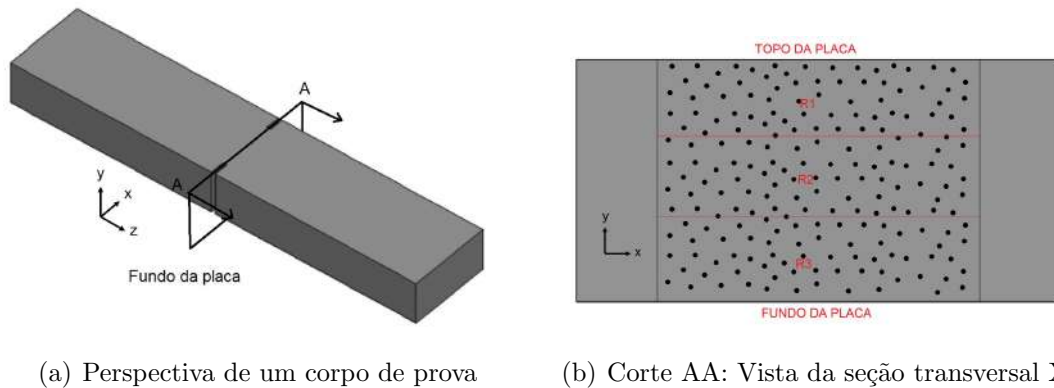 A
A
y
x
z
Fundo da placa
TOPO DA PLACA
R1
R2
R3
y
x
FUNDO DA PLACA
(a) Perspectiva de um corpo de prova
(b) Corte AA: Vista da seção transversal